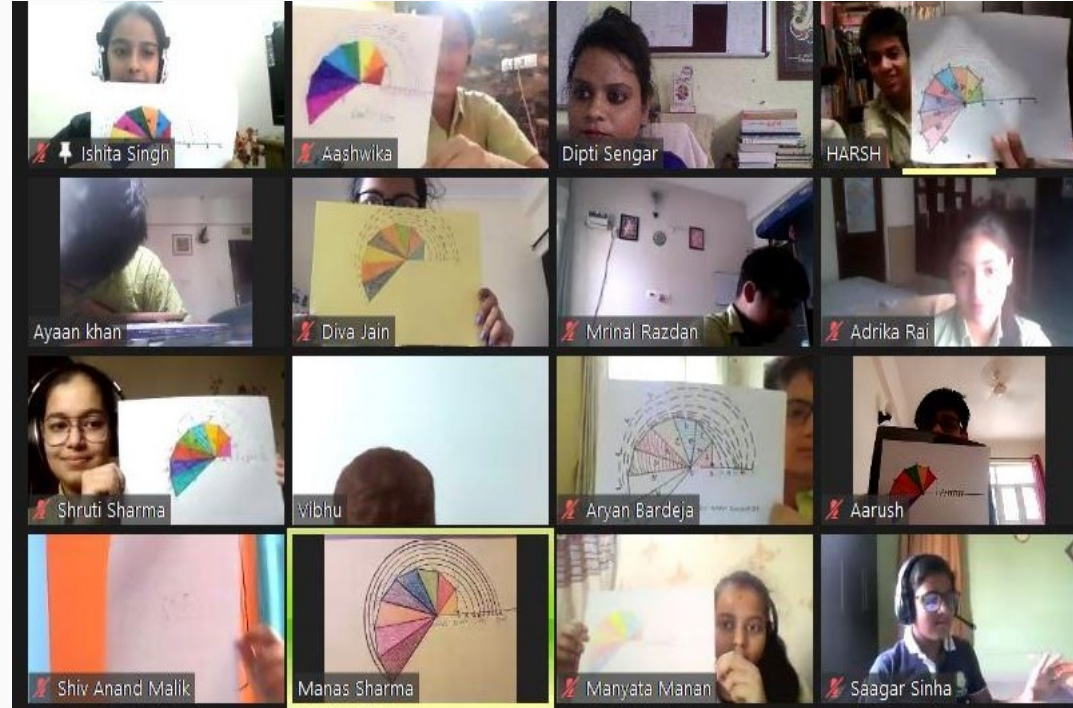 Ishita Singh
Aashwika
Dipti Sengar
HARSH
Ayaan khan
Diva Jain
Mrinal Razdan
Adrika Rai
Shruti Sharma
Vibhu
Aryan Bardeja
Aarush
Shiv Anand Malik
Manas Sharma
Manyata Manan
Saagar Sinha